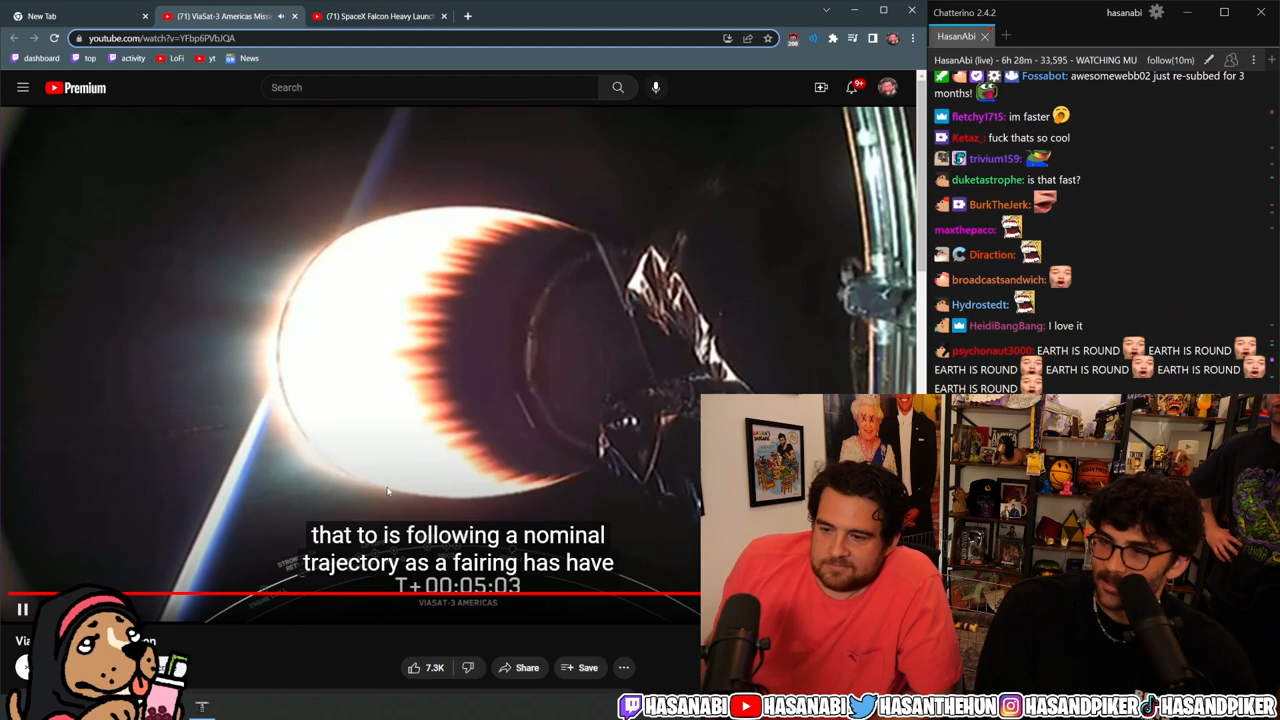 New Tab
(71) ViaSat-3 Americas Missi
(71) SpaceX Falcon Heavy Launch
youtube.com/watch?v=YFbp6PVbJQA
286
dashboard
top
activity
LoFi
yt
News
Premium
Search
9+
that to is following a nominal
trajectory as a fairing has have
T+ 00:05:03
VIASAT-3 AMERICAS
7.3K
Share
Save
Chatterino 2.4.2
hasanabi
HasanAbi
HasanAbi (live) - 6h 28m - 33,595 - WATCHING MU
follow(10m)
Fossabot: awesomewebb02 just re-subbed for 3
months!
fletchy1715: im faster
Ketaz_: fuck thats so cool
trivium159:
duketastrophe: is that fast?
BurkTheJerk:
maxthepaco:
Diraction:
broadcastsandwich:
Hydrostedt:
HeidiBangBang: I love it
psychonaut3000: EARTH IS ROUND EARTH IS ROUND
EARTH IS ROUND EARTH IS ROUND EARTH IS ROUND
EARTH IS ROUND
HASANABI
HASANABI
HASANTHEHUN
HASANDPIKER
HASANDPIKER